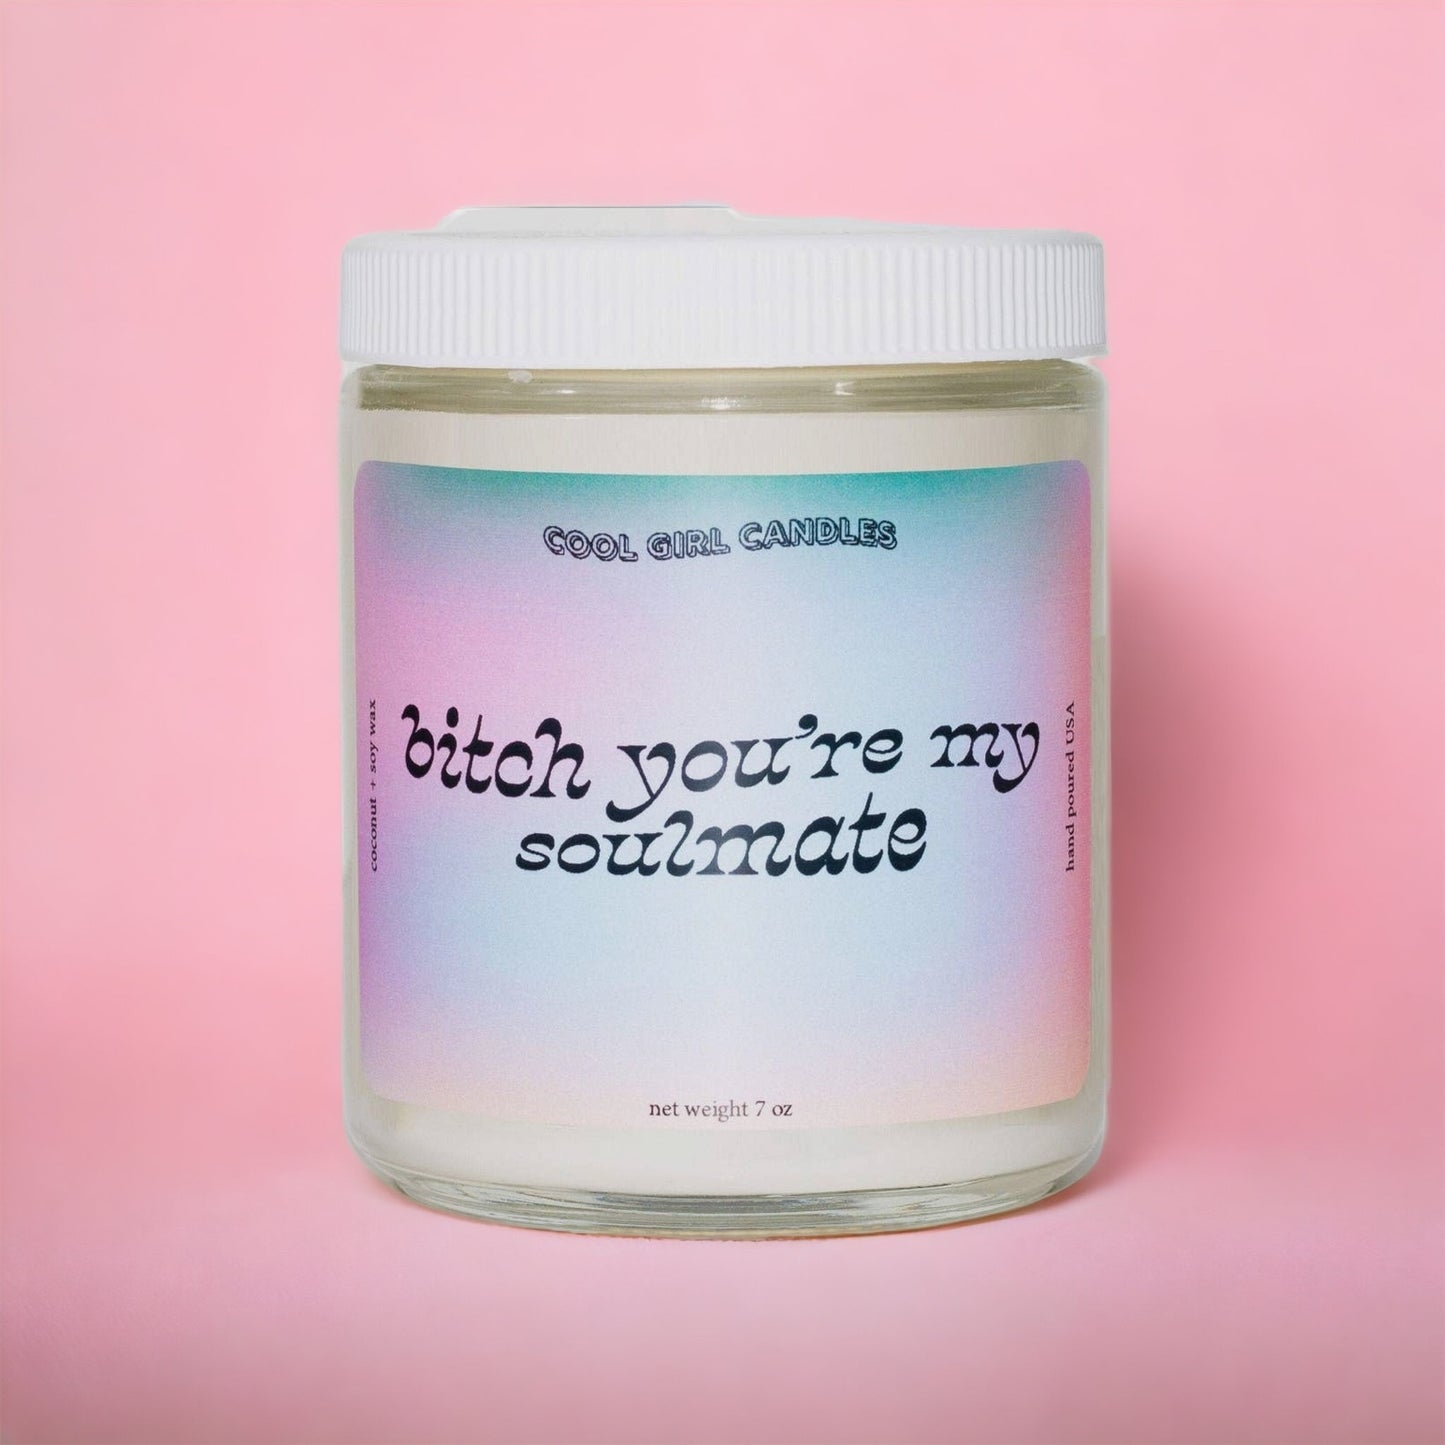 COOL GIRL CANDLES
bitch you're my
soulmate
coconut + soy wax
hand poured USA
net weight 7 oz